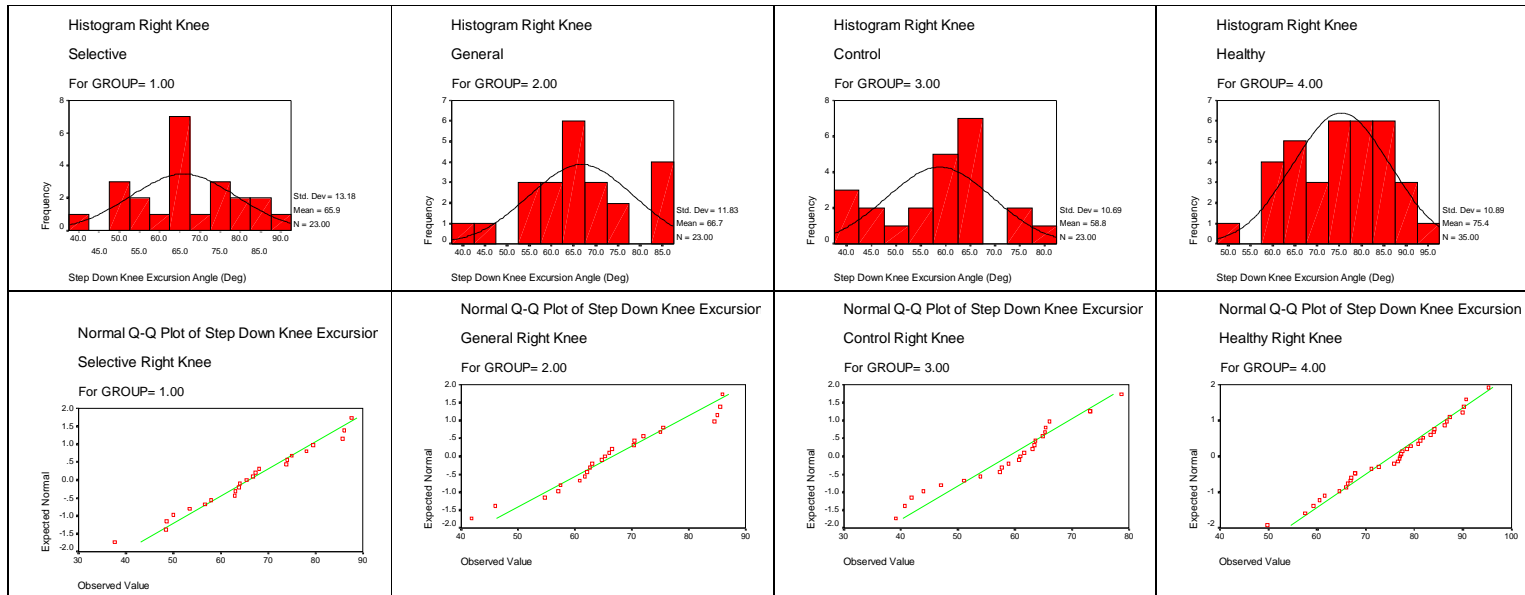 Histogram Right Knee
Selective
For GROUP= 1.00
8
6
4
2
0
Frequency
40.0 50.0 60.0 65.0 70.0 75.0 80.0 90.0
45.0 85.0
Std. Dev = 13.18
Mean = 65.9
N = 23.00
Step Down Knee Excursion Angle (Deg)
Histogram Right Knee
General
For GROUP= 2.00
7
6
5
4
3
2
1
0
Frequency
40.0 45.0 55.0 60.0 65.0 70.0 75.0 80.0 85.0
50.0
Std. Dev = 11.83
Mean = 66.7
N = 23.00
Step Down Knee Excursion Angle (Deg)
Histogram Right Knee
Control
For GROUP= 3.00
8
6
4
2
0
Frequency
40.0 45.0 50.0 55.0 60.0 65.0 70.0 75.0 80.0
Std. Dev = 10.69
Mean = 58.8
N = 23.00
Step Down Knee Excursion Angle (Deg)
Histogram Right Knee
Healthy
For GROUP= 4.00
7
6
5
4
3
2
1
0
Frequency
50.0 55.0 60.0 65.0 70.0 75.0 80.0 85.0 90.0 95.0
Std. Dev = 10.89
Mean = 75.4
N = 35.00
Step Down Knee Excursion Angle (Deg)
Normal Q-Q Plot of Step Down Knee Excursion
Selective Right Knee
For GROUP= 1.00
2.0
1.5
1.0
.5
0.0
-.5
-1.0
-1.5
-2.0
Expected Normal
30 40 50 60 70 80 90
Observed Value
Normal Q-Q Plot of Step Down Knee Excursion
General Right Knee
For GROUP= 2.00
2.0
1.5
1.0
.5
0.0
-.5
-1.0
-1.5
-2.0
Expected Normal
40 50 60 70 80 90
Observed Value
Normal Q-Q Plot of Step Down Knee Excursion
Control Right Knee
For GROUP= 3.00
2.0
1.5
1.0
.5
0.0
-.5
-1.0
-1.5
-2.0
Expected Normal
30 40 50 60 70 80
Observed Value
Normal Q-Q Plot of Step Down Knee Excursion
Healthy Right Knee
For GROUP= 4.00
2
1
0
-1
-2
Expected Normal
40 50 60 70 80 90 100
Observed Value